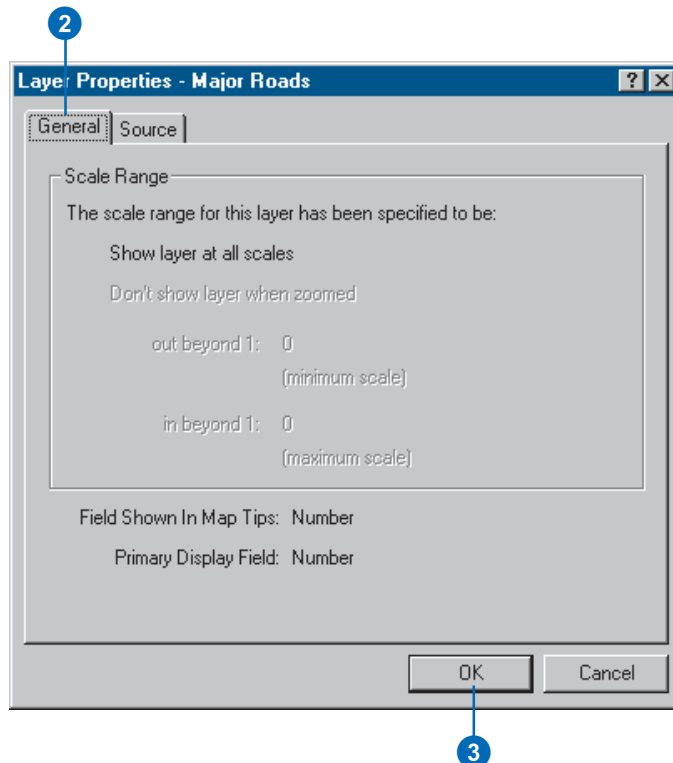 2
Layer Properties - Major Roads
General Source
Scale Range
The scale range for this layer has been specified to be:
Show layer at all scales
Don't show layer when zoomed
out beyond 1: 0
(minimum scale)
in beyond 1: 0
(maximum scale)
Field Shown In Map Tips: Number
Primary Display Field: Number
OK Cancel
3